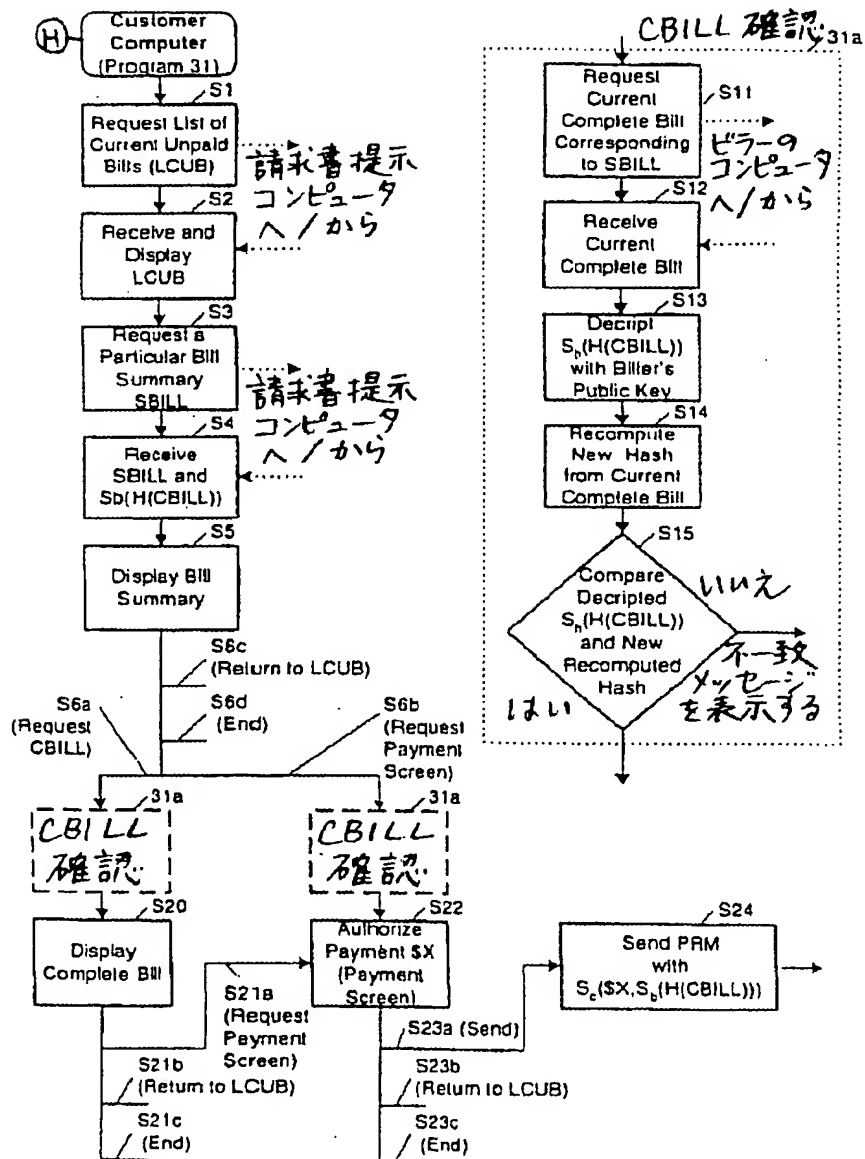 H
Customer
Computer
(Program 31)
S1
Request List of
Current Unpaid
Bills (LCUB)
請求書提示
コンピュータ
へ/から
S2
Receive and
Display
LCUB
S3
Request a
Particular Bill
Summary
SBILL
請求書提示
コンピュータ
へ/から
S4
Receive
SBILL and
Sb(H(CBILL))
S5
Display Bill
Summary
S6c
(Return to LCUB)
S6d
(End)
S6a
(Request
CBILL)
S6b
(Request
Payment
Screen)
31a
CBILL
確認
31a
CBILL
確認
S20
Display
Complete Bill
S21a
(Request
Payment
Screen)
S21b
(Return to LCUB)
S21c
(End)
S22
Authorize
Payment $X
(Payment
Screen)
S23a (Send)
S23b
(Return to LCUB)
S23c
(End)
S24
Send PRM
with
Sc($X,Sb(H(CBILL)))
CBILL 確認
31a
Request
Current
Complete Bill
Corresponding
to SBILL
S11
ビラーの
コンピュータ
へ/から
S12
Receive
Current
Complete Bill
S13
Decript
Sb(H(CBILL))
with Biller's
Public Key
S14
Recompute
New Hash
from Current
Complete Bill
S15
Compare
Decripted
Sb(H(CBILL))
and New
Recomputed
Hash
いいえ
不一致
メッセージ
を表示する
はい